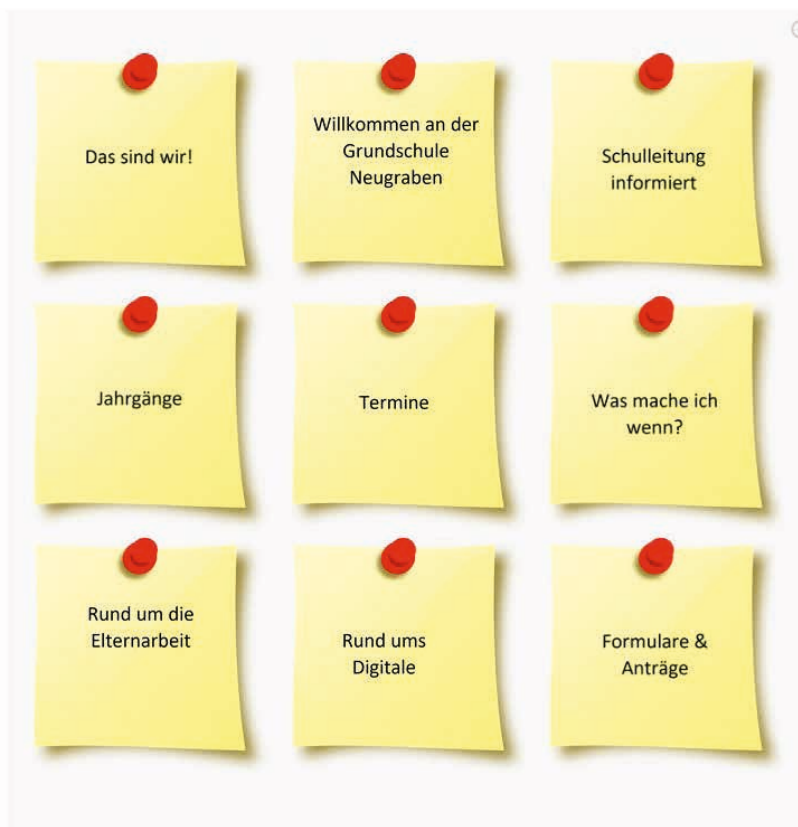 Das sind wir!
Willkommen an der
Grundschule
Neugraben
Schulleitung
informiert
Jahrgänge
Termine
Was mache ich
wenn?
Rund um die
Elternarbeit
Rund ums
Digitale
Formulare &
Anträge